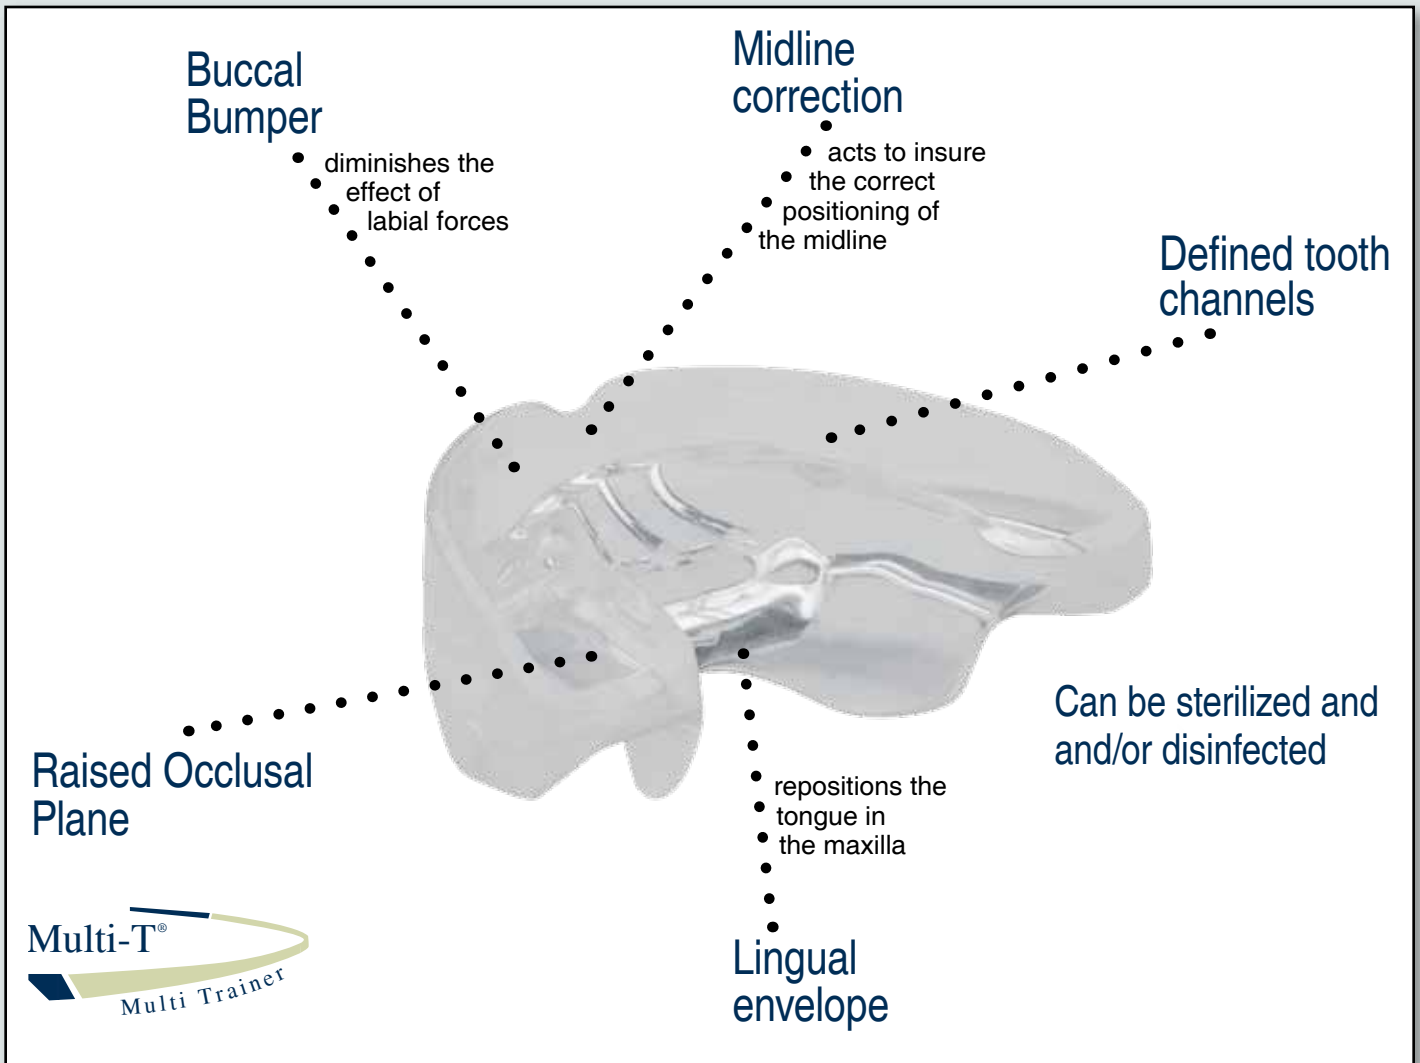 Buccal
Bumper
diminishes the
effect of
labial forces
Midline
correction
acts to insure
the correct
positioning of
the midline
Defined tooth
channels
Raised Occlusal
Plane
repositions the
tongue in
the maxilla
Lingual
envelope
Can be sterilized and
and/or disinfected
Multi-T®
Multi Trainer